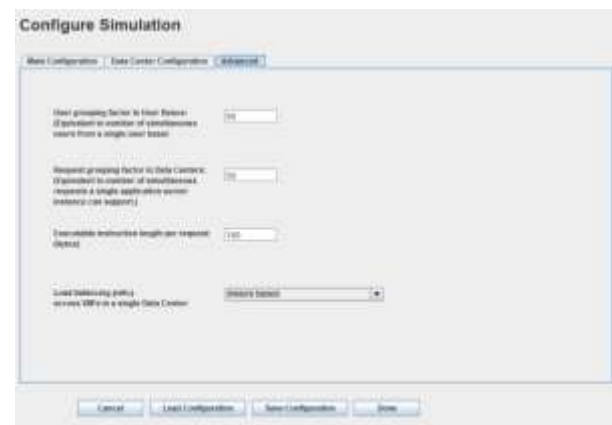 Configure Simulation
Main Configuration Data Center Configuration Advanced
User grouping factor in User Bases:
(Equivalent to number of simultaneous
users from a single user base)
Request grouping factor in Data Centers:
(Equivalent to number of simultaneous
requests a single application server
instance can support.)
Executable instruction length per request:
(bytes)
Load balancing policy
across VM's in a single Data Center
Cancel Load Configuration Save Configuration Done